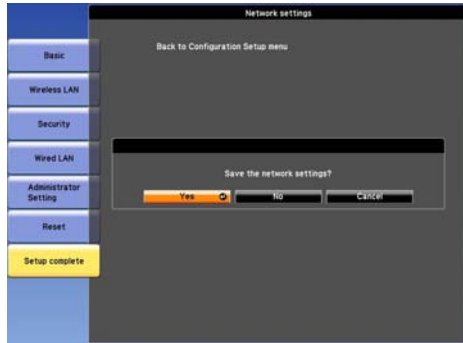 Network settings
Back to Configuration Setup menu
Basic
Wireless LAN
Security
Wired LAN
Administrator
Setting
Reset
Setup complete
Save the network settings?
Yes
No
Cancel